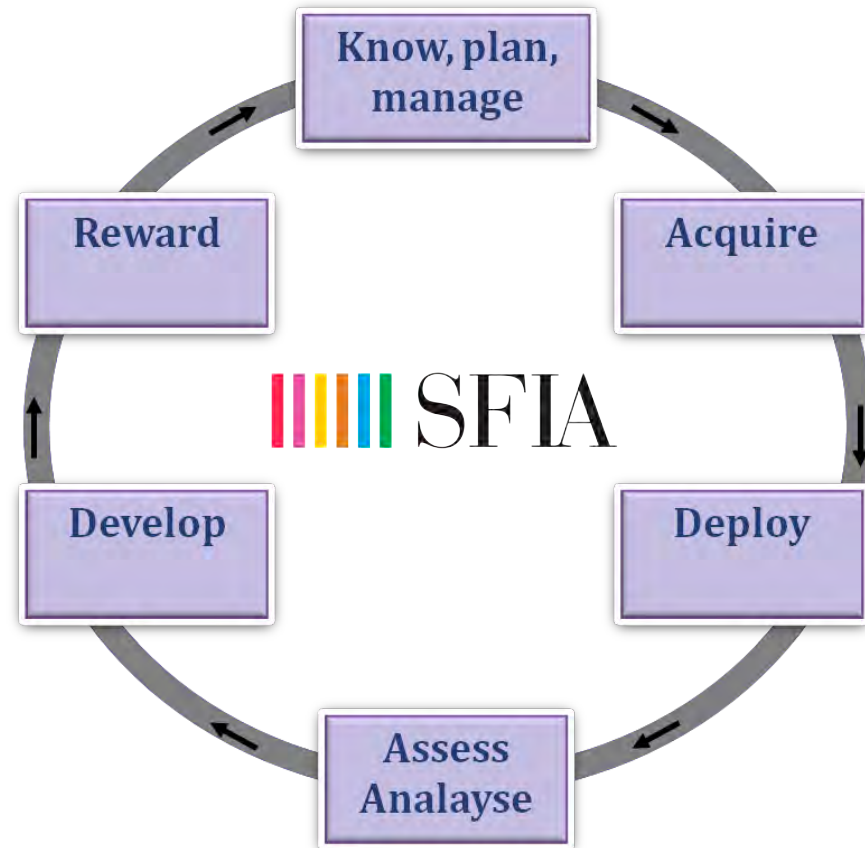 Know, plan,
manage
Reward
Acquire
SFIA
Develop
Deploy
Assess
Analayse